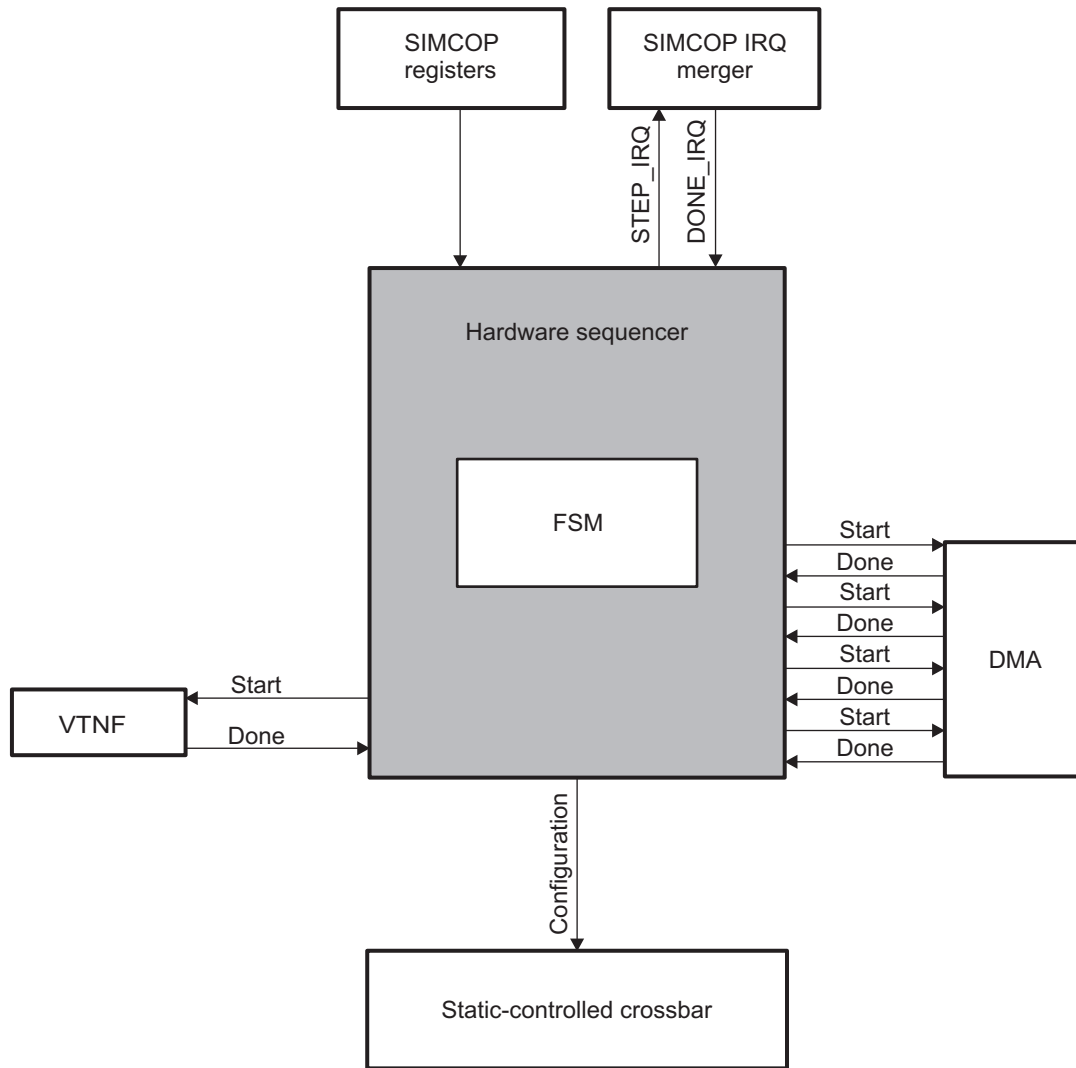 SIMCOP
registers
SIMCOP IRQ
merger
STEP_IRQ
DONE_IRQ
Hardware sequencer
FSM
Start
Done
Start
Done
Start
Done
Start
Done
DMA
Start
VTNF
Done
Configuration
Static-controlled crossbar